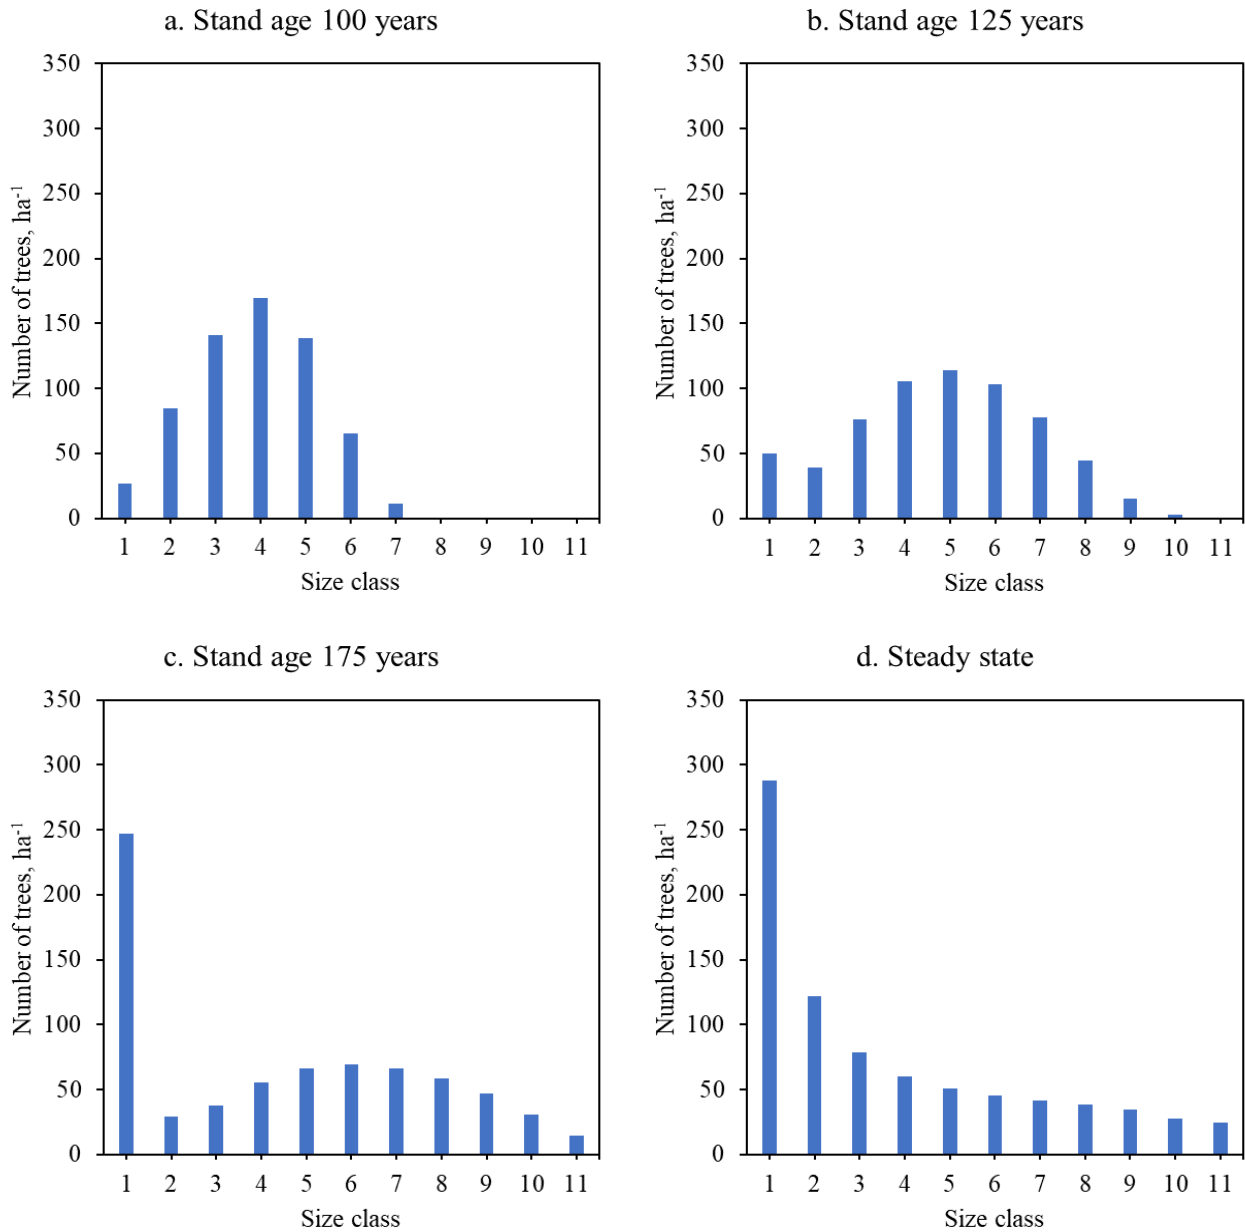 a. Stand age 100 years
350
300
250
200
150
100
50
0
Number of trees, ha-1
1 2 3 4 5 6 7 8 9 10 11
Size class
b. Stand age 125 years
350
300
250
200
150
100
50
0
Number of trees, ha-1
1 2 3 4 5 6 7 8 9 10 11
Size class
c. Stand age 175 years
350
300
250
200
150
100
50
0
Number of trees, ha-1
1 2 3 4 5 6 7 8 9 10 11
Size class
d. Steady state
350
300
250
200
150
100
50
0
Number of trees, ha-1
1 2 3 4 5 6 7 8 9 10 11
Size class